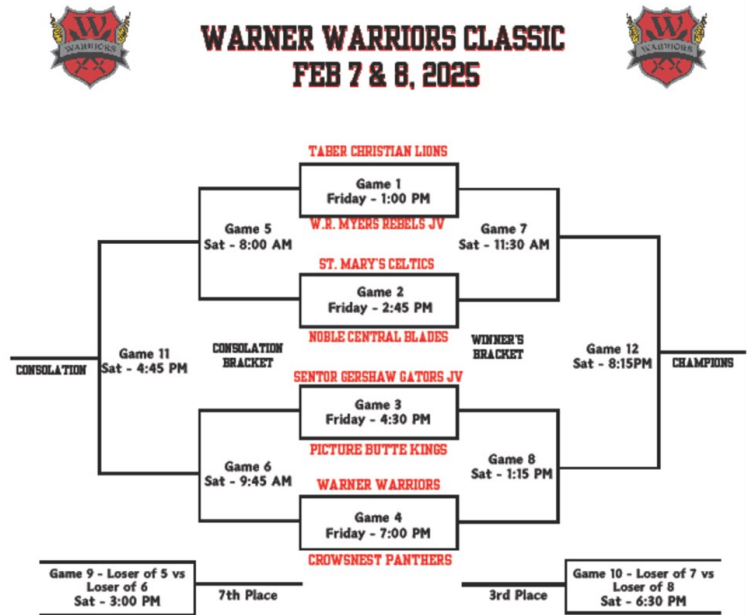 WARNER WARRIORS CLASSIC
FEB 7 & 8, 2025
WARRIORS
WARRIORS
TABER CHRISTIAN LIONS
Game 1
Friday - 1:00 PM
W.R. MYERS REBELS JV
Game 5
Sat - 8:00 AM
Game 7
Sat - 11:30 AM
ST. MARY'S CELTICS
Game 2
Friday - 2:45 PM
NOBLE CENTRAL BLADES
CONSOLATION
BRACKET
WINNER'S
BRACKET
Game 11
Sat - 4:45 PM
Game 12
Sat - 8:15PM
CONSOLATION
CHAMPIONS
SENTOR GERSHAW GATORS JV
Game 3
Friday - 4:30 PM
PICTURE BUTTE KINGS
Game 6
Sat - 9:45 AM
Game 8
Sat - 1:15 PM
WARNER WARRIORS
Game 4
Friday - 7:00 PM
CROWSNEST PANTHERS
Game 9 - Loser of 5 vs
Loser of 6
Sat - 3:00 PM
7th Place
3rd Place
Game 10 - Loser of 7 vs
Loser of 8
Sat - 6:30 PM